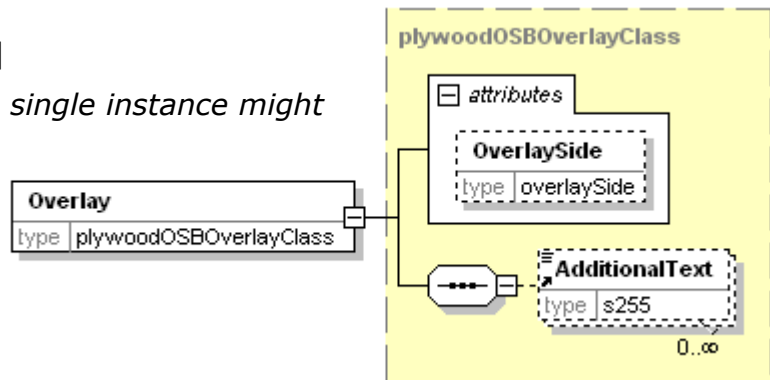 plywoodOSBOverlayClass
single instance might
attributes
OverlaySide
type overlaySide
Overlay
type plywoodOSBOverlayClass
AdditionalText
type s255
0..∞